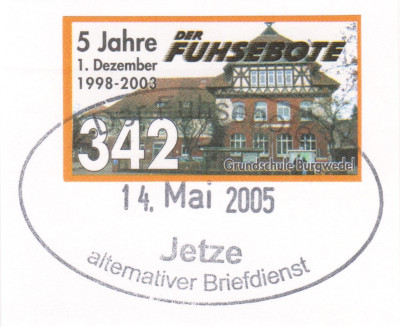 5 Jahre DER
FUHSEBOTE
1. Dezember
1998-2003
342
Grundschule Burgwedel
14. Mai 2005
Jetze
alternativer Briefdienst